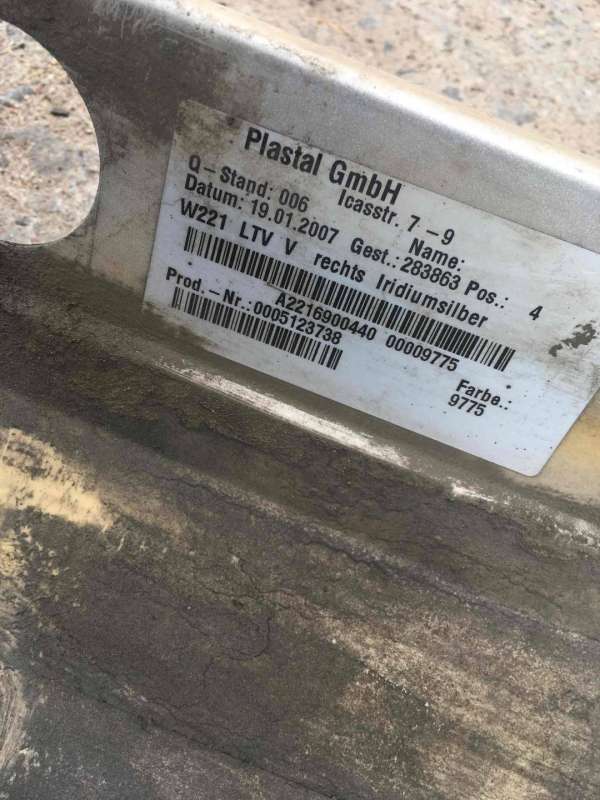 Plastal GmbH
Icasstr. 7-9
Q-Stand: 006 Name:
Datum: 19.01.2007 Gest.: 283863 Pos.: 4
W221 LTV V rechts Iridiumsilber
A2216900440 00009775
Prod.-Nr.: 0005123738
Farbe.:
9775